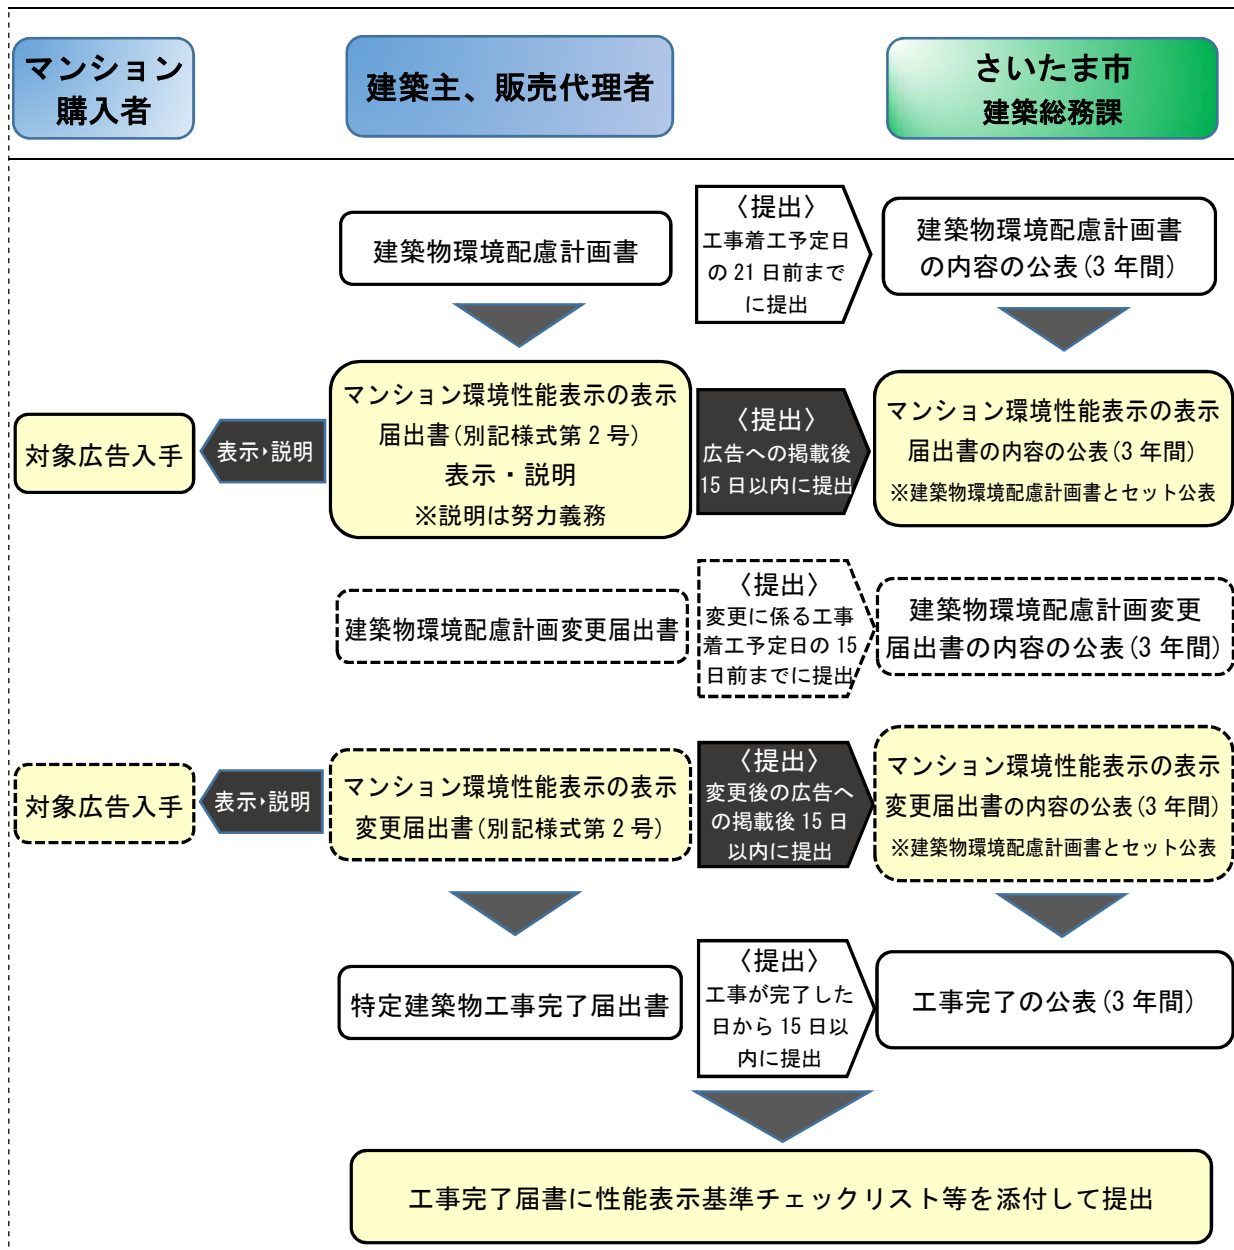 マンション
購入者
建築主、販売代理者
さいたま市
建築総務課
建築物環境配慮計画書
〈提出〉
工事着工予定日
の 21 日前まで
に提出
建築物環境配慮計画書
の内容の公表(3 年間)
対象広告入手
表示・説明
マンション環境性能表示の表示
届出書(別記様式第 2 号)
表示・説明
※説明は努力義務
〈提出〉
広告への掲載後
15 日以内に提出
マンション環境性能表示の表示
届出書の内容の公表(3 年間)
※建築物環境配慮計画書とセット公表
建築物環境配慮計画変更届出書
〈提出〉
変更に係る工事
着工予定日の 15
日前までに提出
建築物環境配慮計画変更
届出書の内容の公表(3 年間)
対象広告入手
表示・説明
マンション環境性能表示の表示
変更届出書(別記様式第 2 号)
〈提出〉
変更後の広告へ
の掲載後 15 日
以内に提出
マンション環境性能表示の表示
変更届出書の内容の公表(3 年間)
※建築物環境配慮計画書とセット公表
特定建築物工事完了届出書
〈提出〉
工事が完了した
日から 15 日以
内に提出
工事完了の公表(3 年間)
工事完了届書に性能表示基準チェックリスト等を添付して提出